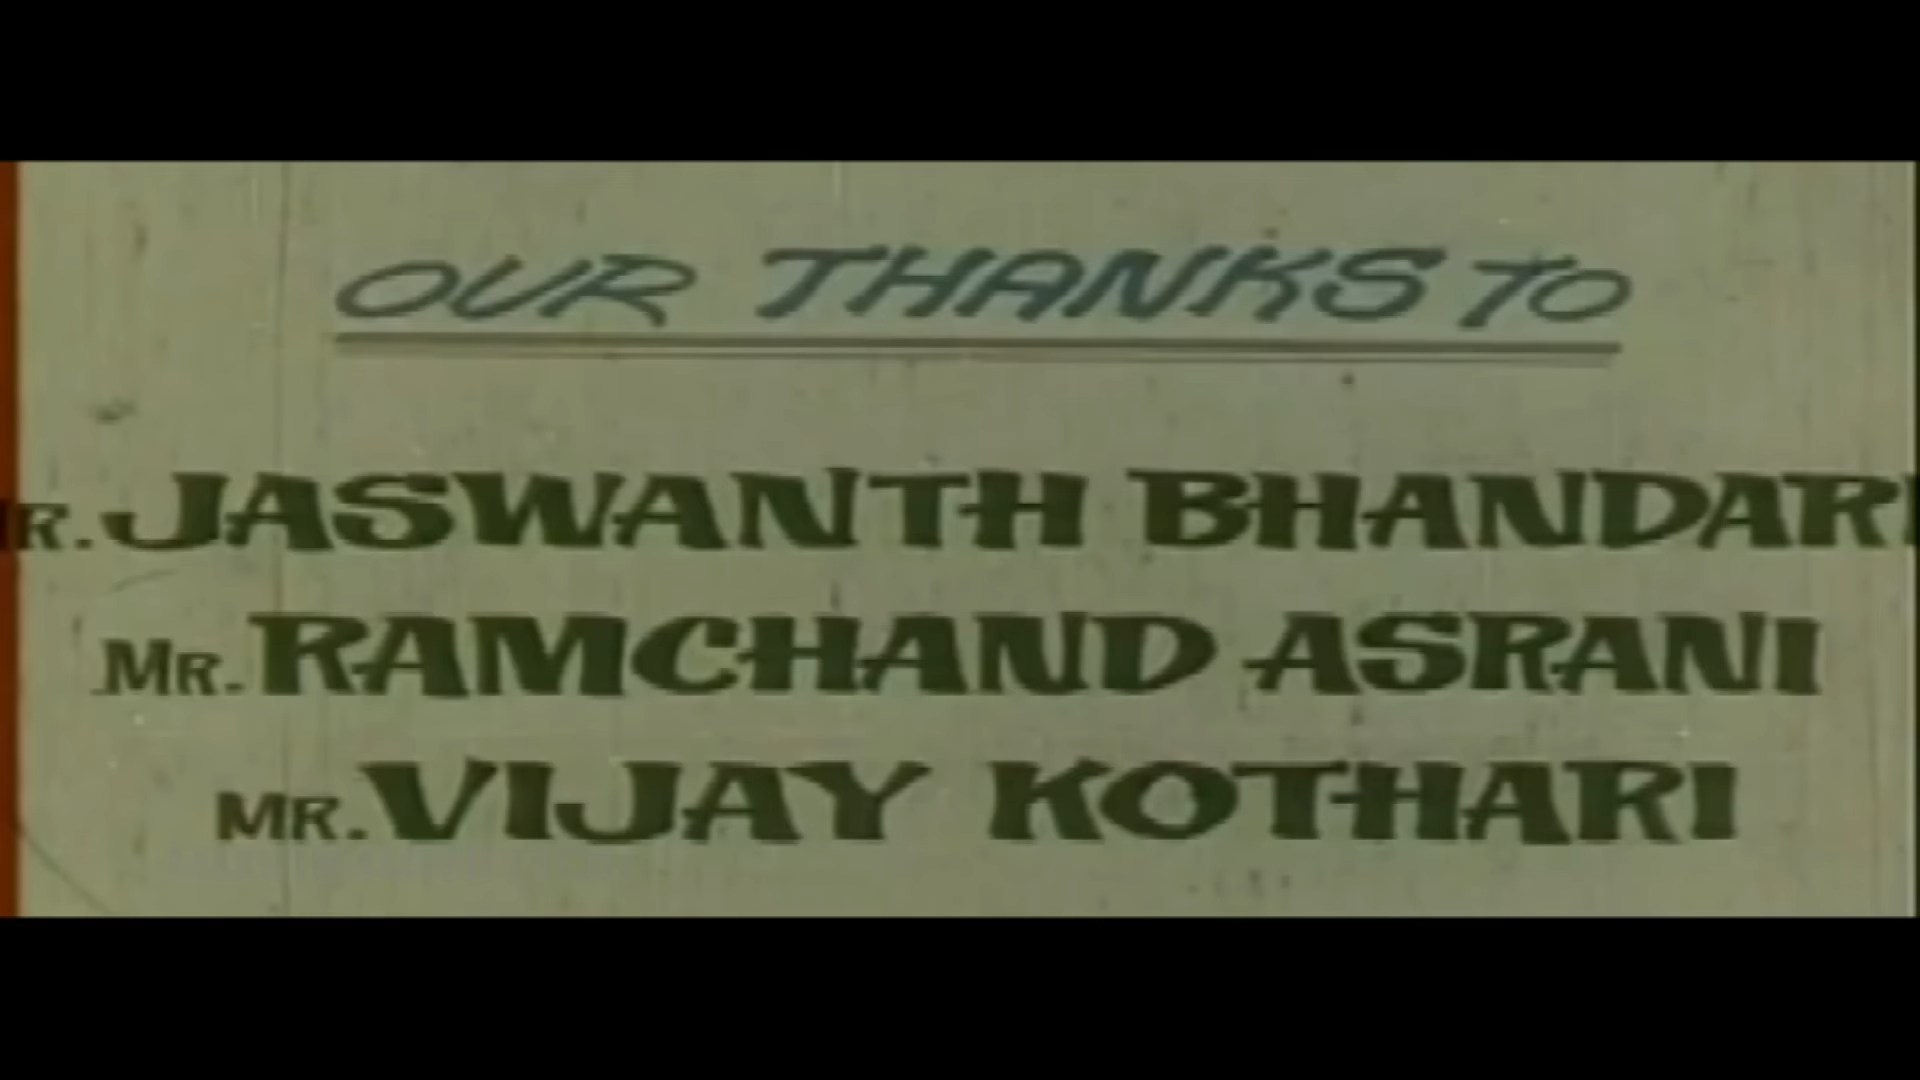 OUR THANKS TO
R. JASWANTH BHANDARI
MR. RAMCHAND ASRANI
MR. VIJAY KOTHARI